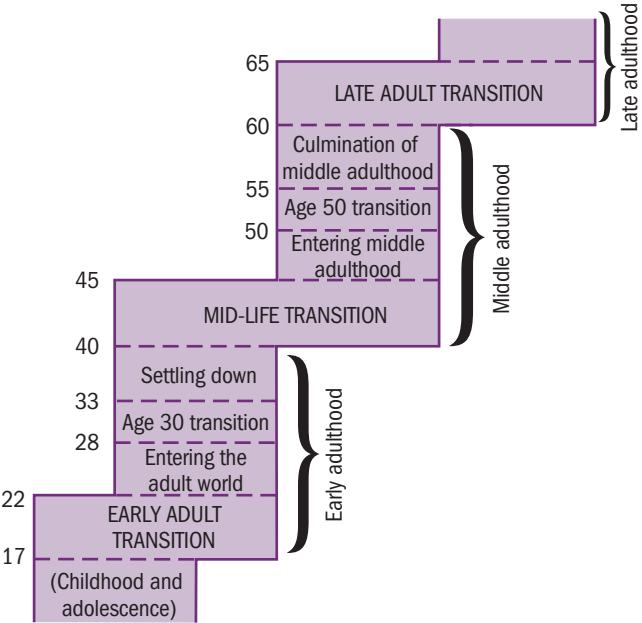 65
LATE ADULT TRANSITION
Late adulthood
60
Culmination of
middle adulthood
55
Age 50 transition
50
Entering middle
adulthood
Middle adulthood
45
MID-LIFE TRANSITION
40
Settling down
33
Age 30 transition
28
Entering the
adult world
Early adulthood
22
EARLY ADULT
TRANSITION
17
(Childhood and
adolescence)